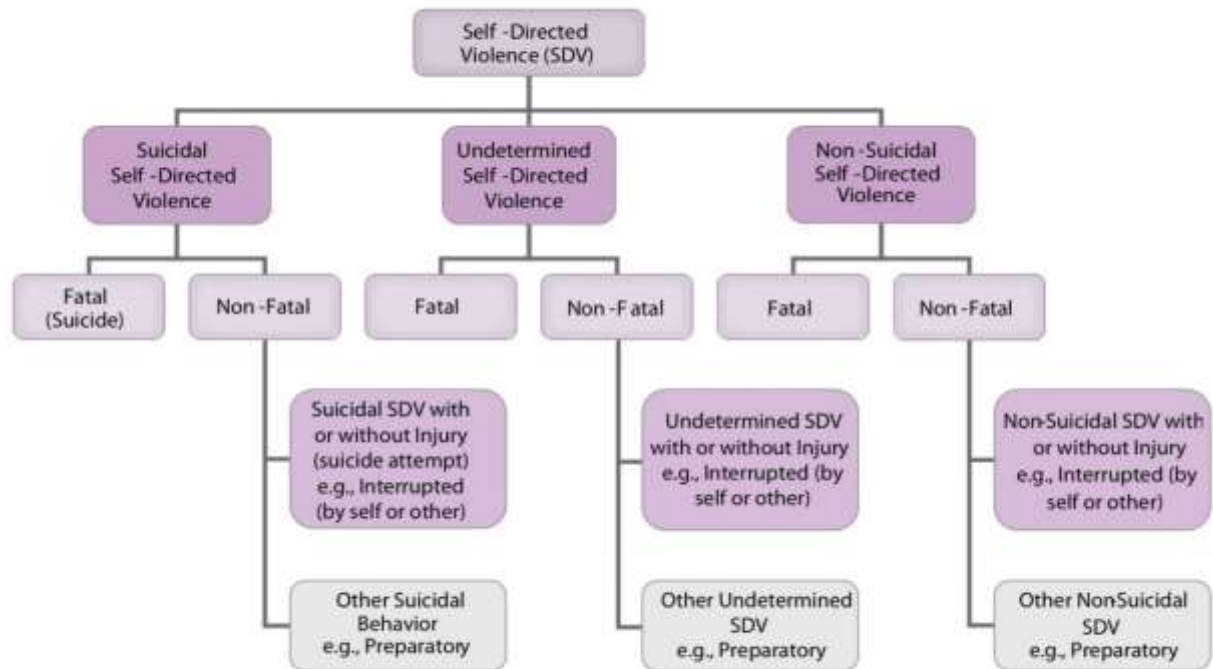 Self -Directed
Violence (SDV)
Suicidal
Self -Directed
Violence
Undetermined
Self -Directed
Violence
Non -Suicidal
Self -Directed
Violence
Fatal
(Suicide)
Non -Fatal
Fatal
Non -Fatal
Fatal
Non -Fatal
Suicidal SDV with
or without Injury
(suicide attempt)
e.g., Interrupted
(by self or other)
Undetermined SDV
with or without Injury
e.g., Interrupted (by
self or other)
Non-Suicidal SDV with
or without Injury
e.g., Interrupted (by
self or other)
Other Suicidal
Behavior
e.g., Preparatory
Other Undetermined
SDV
e.g., Preparatory
Other Non-Suicidal
SDV
e.g., Preparatory